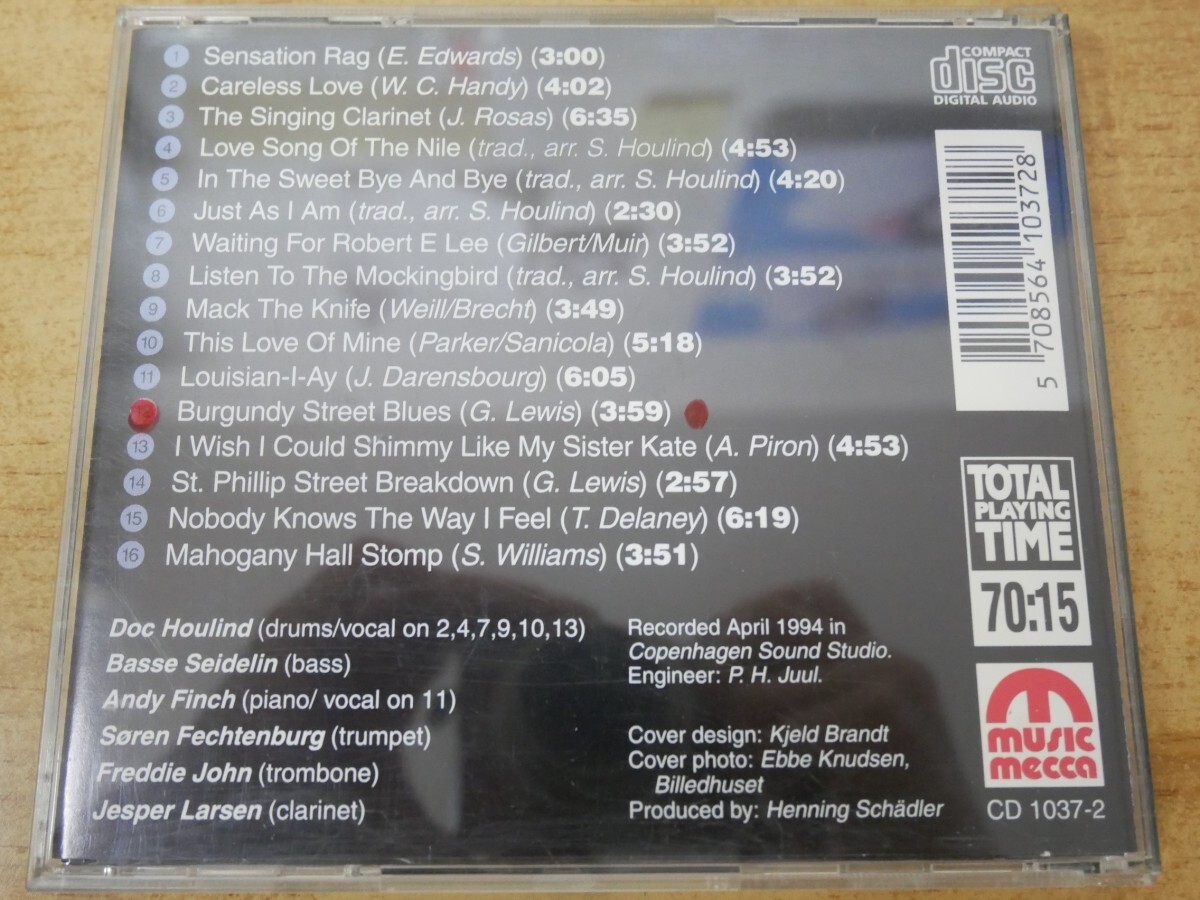 1 Sensation Rag (E. Edwards) (3:00)
2 Careless Love (W. C. Handy) (4:02)
3 The Singing Clarinet (J. Rosas) (6:35)
4 Love Song Of The Nile (trad., arr. S. Houlind) (4:53)
5 In The Sweet Bye And Bye (trad., arr. S. Houlind) (4:20)
6 Just As I Am (trad., arr. S. Houlind) (2:30)
7 Waiting For Robert E Lee (Gilbert/Muir) (3:52)
8 Listen To The Mockingbird (trad., arr. S. Houlind) (3:52)
9 Mack The Knife (Weill/Brecht) (3:49)
10 This Love Of Mine (Parker/Sanicola) (5:18)
11 Louisian-I-Ay (J. Darensbourg) (6:05)
Burgundy Street Blues (G. Lewis) (3:59)
13 I Wish I Could Shimmy Like My Sister Kate (A. Piron) (4:53)
14 St. Phillip Street Breakdown (G. Lewis) (2:57)
15 Nobody Knows The Way I Feel (T. Delaney) (6:19)
16 Mahogany Hall Stomp (S. Williams) (3:51)
Doc Houlind (drums/vocal on 2,4,7,9,10,13)
Basse Seidelin (bass)
Andy Finch (piano/ vocal on 11)
Søren Fechtenburg (trumpet)
Freddie John (trombone)
Jesper Larsen (clarinet)
Recorded April 1994 in
Copenhagen Sound Studio.
Engineer: P. H. Juul.
Cover design: Kjeld Brandt
Cover photo: Ebbe Knudsen,
Billedhuset
Produced by: Henning Schädler
COMPACT
disc
DIGITAL AUDIO
5 708564 103728
TOTAL
PLAYING
TIME
70:15
music
mecca
CD 1037-2